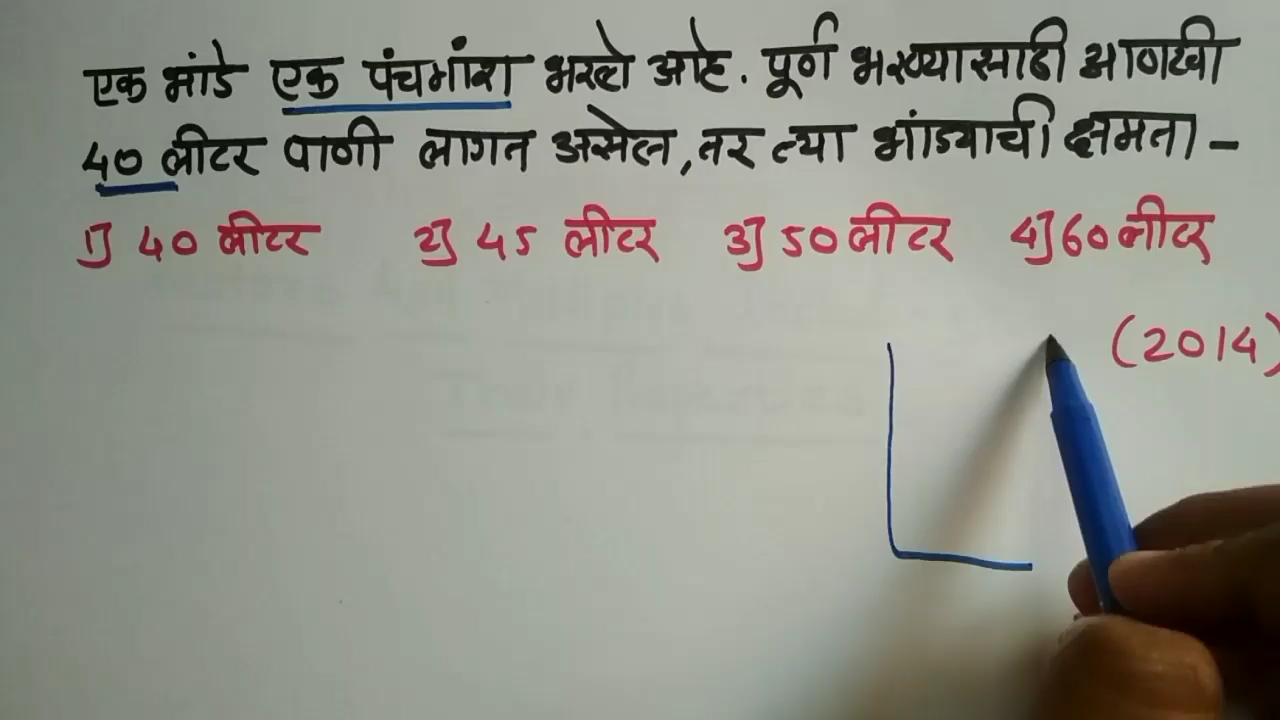 एक भांडे एक पंचमांश भरले आहे. पूर्ण भरण्यासाठी आणखी
40 लीटर पाणी लागत असेल, तर त्या भांड्याची क्षमता -
1] 40 लीटर 2] 45 लीटर 3] 50 लीटर 4] 60 लीटर
(2014)